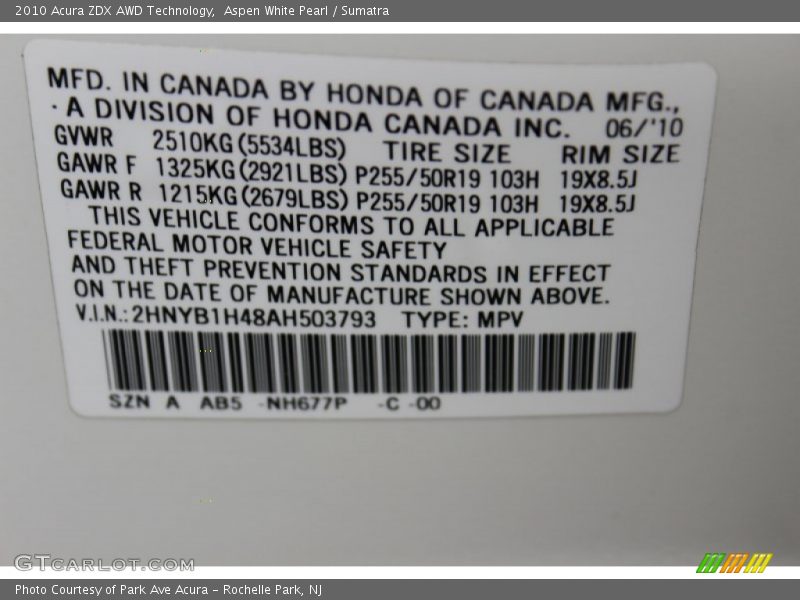 2010 Acura ZDX AWD Technology,  Aspen White Pearl / Sumatra
MFD. IN CANADA BY HONDA OF CANADA MFG.,
A DIVISION OF HONDA CANADA INC. 06/'10
GVWR 2510KG(5534LBS) TIRE SIZE RIM SIZE
GAWR F 1325KG(2921LBS) P255/50R19 103H 19X8.5J
GAWR R 1215KG(2679LBS) P255/50R19 103H 19X8.5J
THIS VEHICLE CONFORMS TO ALL APPLICABLE
FEDERAL MOTOR VEHICLE SAFETY
AND THEFT PREVENTION STANDARDS IN EFFECT
ON THE DATE OF MANUFACTURE SHOWN ABOVE.
V.I.N.:2HNYB1H48AH503793 TYPE: MPV
SZN A AB5 -NH677P -C -00
GTCARLOT.COM
Photo Courtesy of Park Ave Acura - Rochelle Park, NJ